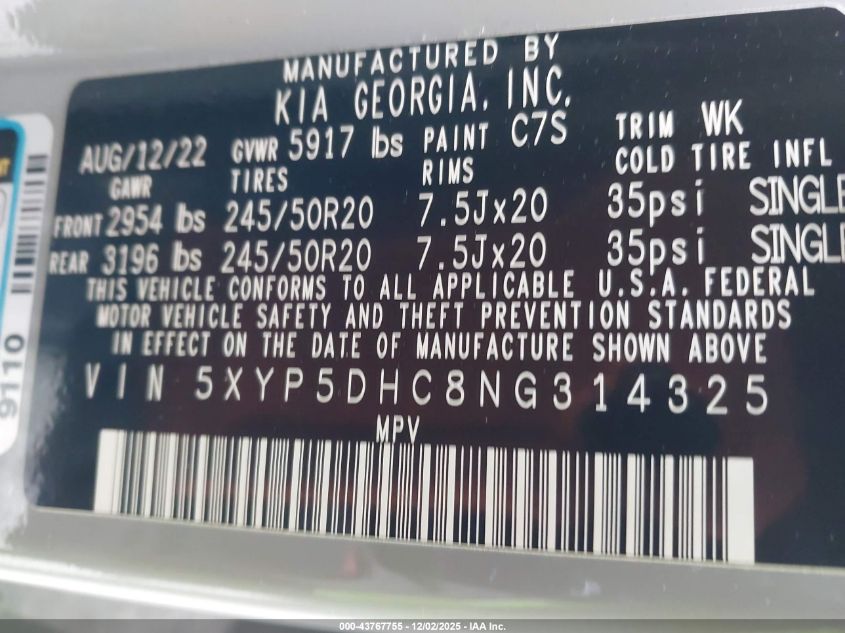 MANUFACTURED BY
KIA GEORGIA, INC.
AUG/12/22 GVWR 5917 lbs PAINT C7S TRIM WK
GAWR TIRES RIMS COLD TIRE INFL
FRONT 2954 lbs 245/50R20 7.5Jx20 35psi SINGLE
REAR 3196 lbs 245/50R20 7.5Jx20 35psi SINGLE
THIS VEHICLE CONFORMS TO ALL APPLICABLE U.S.A. FEDERAL
MOTOR VEHICLE SAFETY AND THEFT PREVENTION STANDARDS
IN EFFECT ON THE DATE OF MANUFACTURE SHOWN ABOVE
VIN 5XYP5DHC8NG314325
MPV
9110
000-43767755 - 12/02/2025 - IAA Inc.